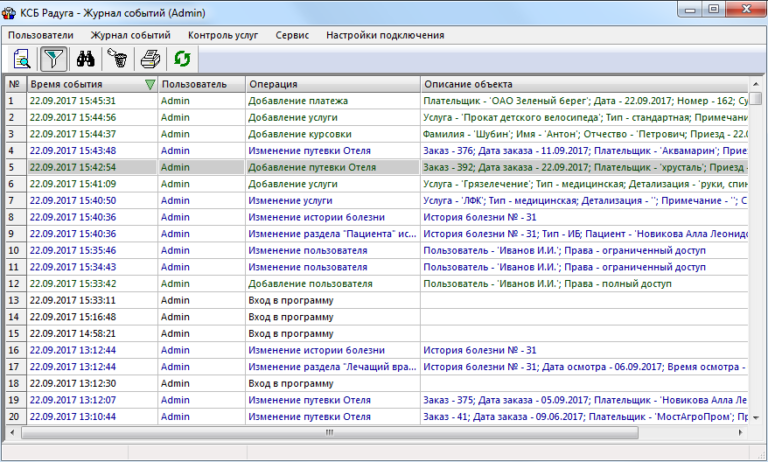 КСБ Радуга - Журнал событий (Admin)
Пользователи Журнал событий Контроль услуг Сервис Настройки подключения
№ Время события Пользователь Операция Описание объекта
1 22.09.2017 15:45:31 Admin Добавление платежа Плательщик - 'ОАО Зеленый берег'; Дата - 22.09.2017; Номер - 162; Су
2 22.09.2017 15:44:56 Admin Добавление услуги Услуга - 'Прокат детского велосипеда'; Тип - стандартная; Примечани
3 22.09.2017 15:44:37 Admin Добавление курсовки Фамилия - 'Шубин'; Имя - 'Антон'; Отчество - 'Петрович; Приезд - 22.0
4 22.09.2017 15:43:48 Admin Изменение путевки Отеля Заказ - 376; Дата заказа - 11.09.2017; Плательщик - 'Аквамарин'; Прие
5 22.09.2017 15:42:54 Admin Добавление путевки Отеля Заказ - 392; Дата заказа - 22.09.2017; Плательщик - 'хрусталь'; Приезд -
6 22.09.2017 15:41:09 Admin Добавление услуги Услуга - 'Грязелечение'; Тип - медицинская; Детализация - 'руки, спин
7 22.09.2017 15:40:50 Admin Изменение услуги Услуга - 'ЛФК'; Тип - медицинская; Детализация - ''; Примечание - ''; С
8 22.09.2017 15:40:36 Admin Изменение истории болезни История болезни № - 31
9 22.09.2017 15:40:36 Admin Изменение раздела "Пациента" ис... История болезни № - 31; Тип - ИБ; Пациент - 'Новикова Алла Леонидо
10 22.09.2017 15:35:46 Admin Изменение пользователя Пользователь - 'Иванов И.И.'; Права - ограниченный доступ
11 22.09.2017 15:34:43 Admin Изменение пользователя Пользователь - 'Иванов И.И.'; Права - ограниченный доступ
12 22.09.2017 15:33:42 Admin Добавление пользователя Пользователь - 'Иванов И.И.'; Права - полный доступ
13 22.09.2017 15:33:11 Admin Вход в программу
14 22.09.2017 15:16:48 Admin Вход в программу
15 22.09.2017 14:58:21 Admin Вход в программу
16 22.09.2017 13:12:44 Admin Изменение истории болезни История болезни № - 31
17 22.09.2017 13:12:44 Admin Изменение раздела "Лечащий вра... История болезни № - 31; Дата осмотра - 06.09.2017; Время осмотра -
18 22.09.2017 13:12:30 Admin Вход в программу
19 22.09.2017 13:12:07 Admin Изменение путевки Отеля Заказ - 375; Дата заказа - 05.09.2017; Плательщик - 'Новикова Алла Ле
20 22.09.2017 13:10:44 Admin Изменение путевки Отеля Заказ - 41; Дата заказа - 09.06.2017; Плательщик - 'МостАгроПром'; Пр